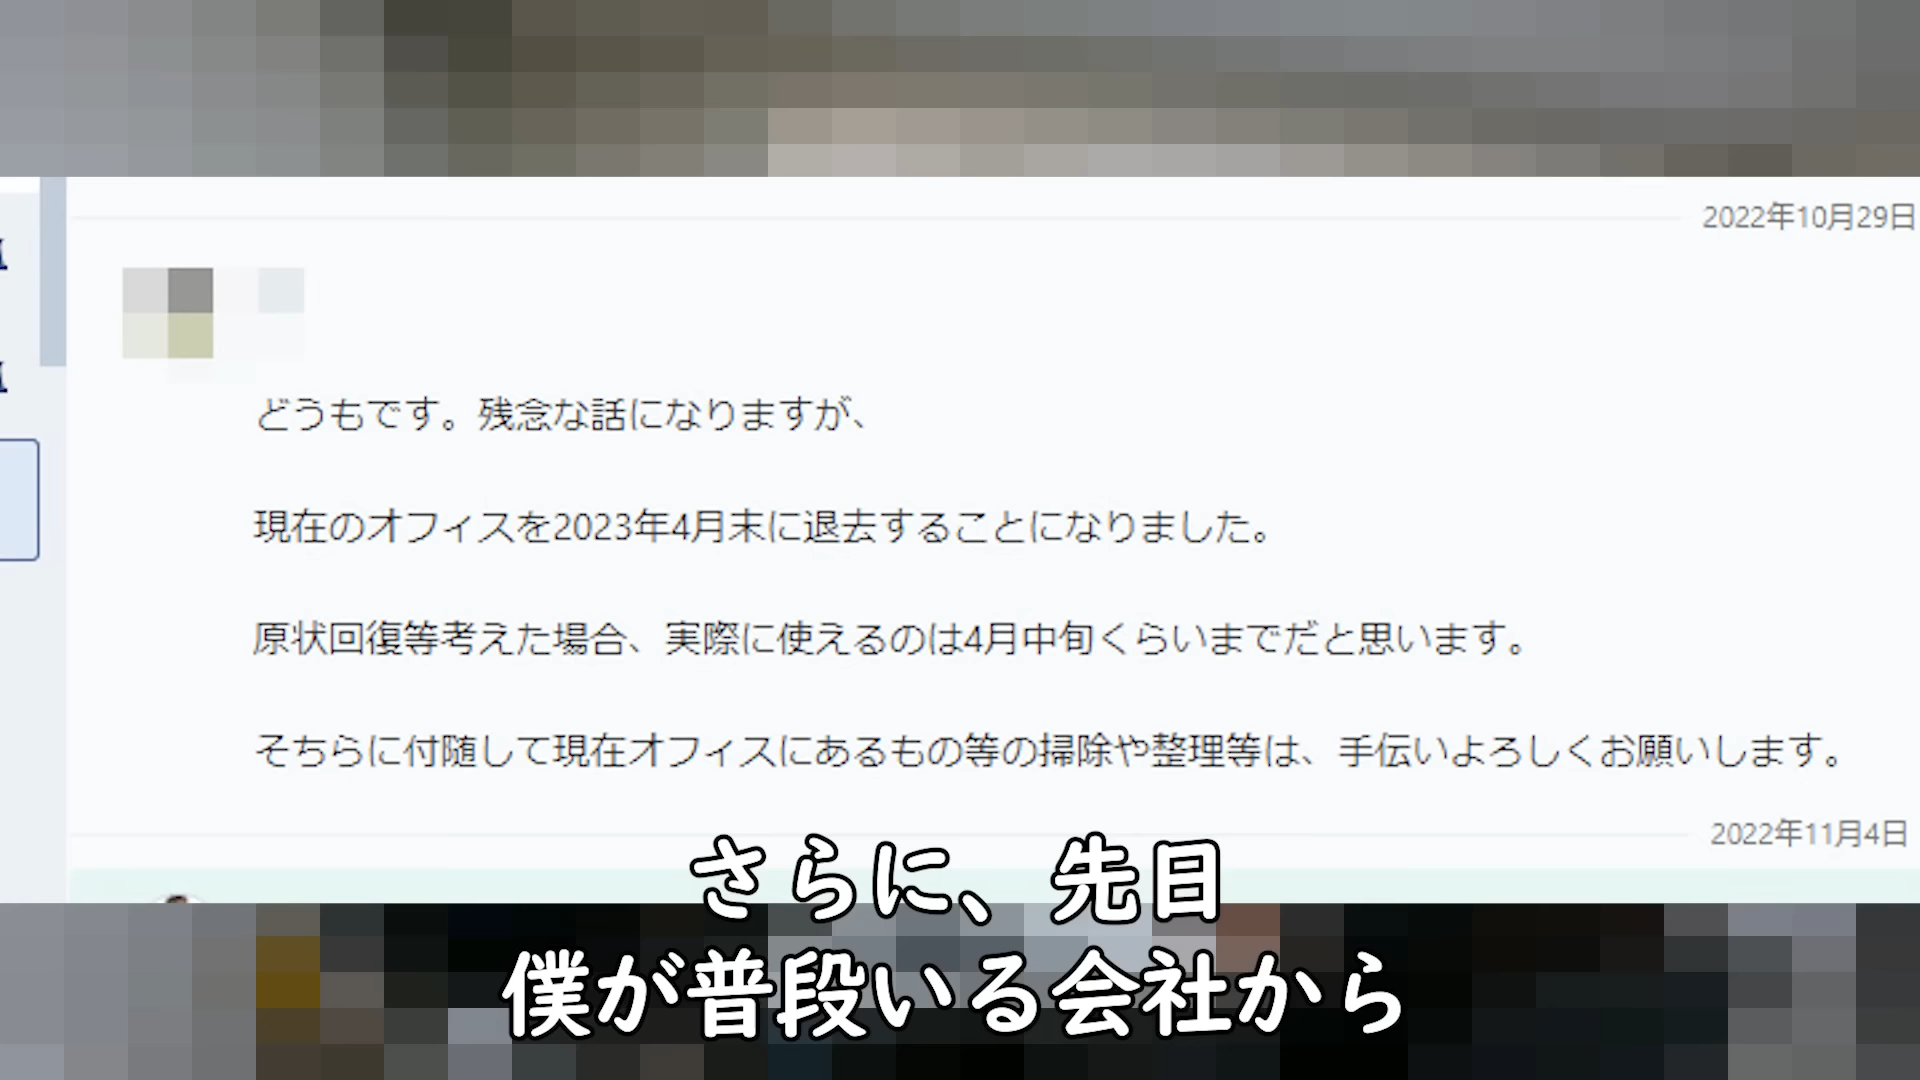 2022年10月29日
どうもです。残念な話になりますが、
現在のオフィスを2023年4月末に退去することになりました。
原状回復等考えた場合、実際に使えるのは4月中旬くらいまでだと思います。
そちらに付随して現在オフィスにあるもの等の掃除や整理等は、手伝いよろしくお願いします。
2022年11月4日
さらに、先日
僕が普段いる会社から